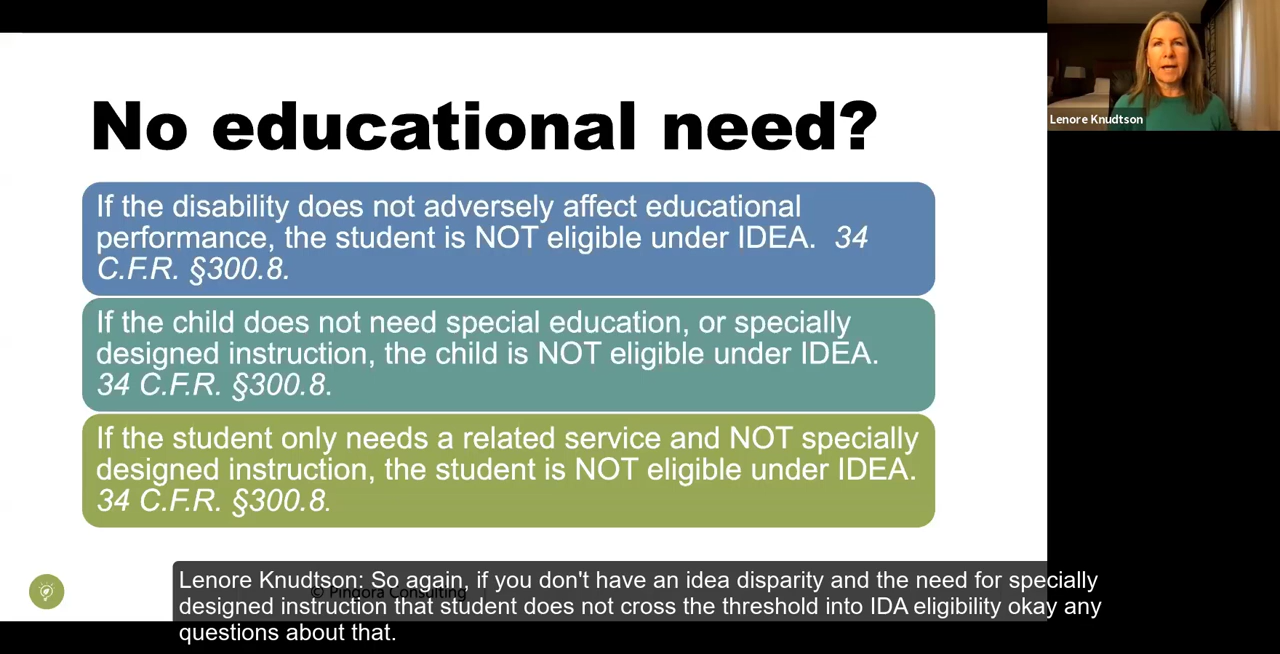 No educational need?
If the disability does not adversely affect educational
performance, the student is NOT eligible under IDEA. 34
C.F.R. §300.8.
If the child does not need special education, or specially
designed instruction, the child is NOT eligible under IDEA.
34 C.F.R. §300.8.
If the student only needs a related service and NOT specially
designed instruction, the student is NOT eligible under IDEA.
34 C.F.R. §300.8.
Lenore Knudtson
© Pingora Consulting
Lenore Knudtson: So again, if you don't have an idea disparity and the need for specially
designed instruction that student does not cross the threshold into IDA eligibility okay any
questions about that.